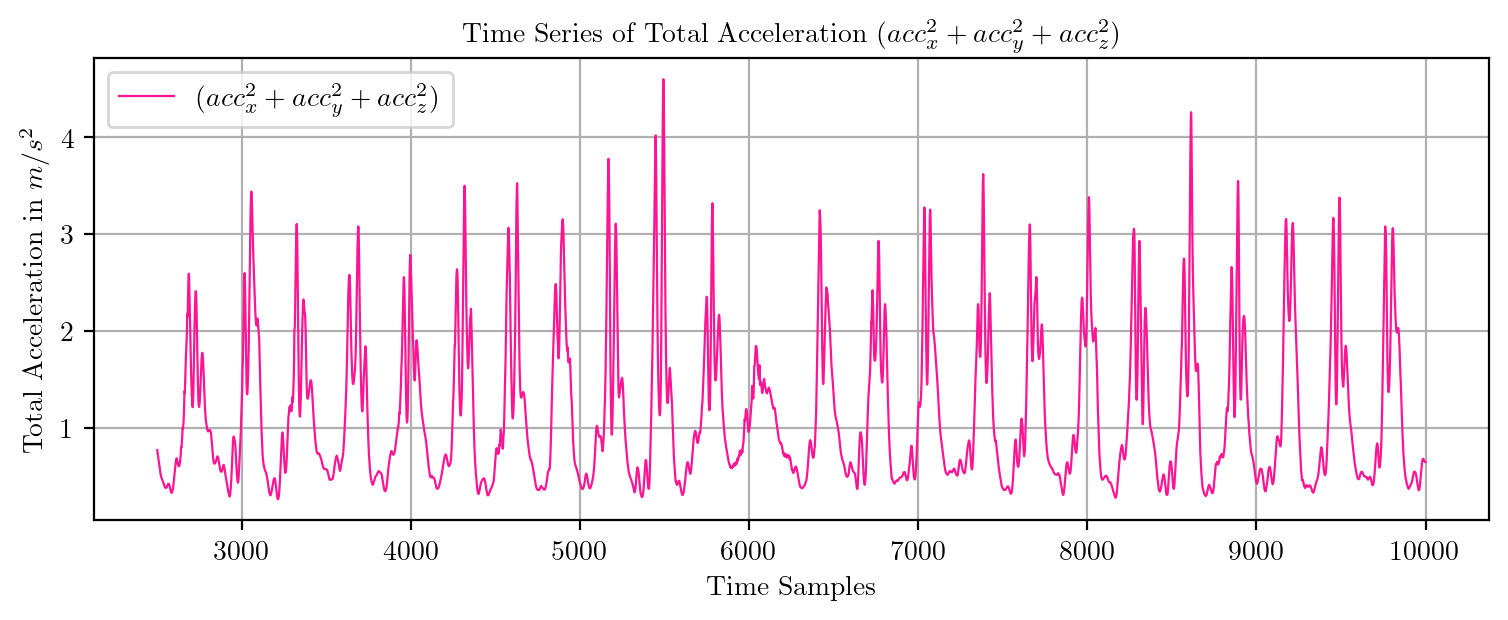 Time Series of Total Acceleration $(acc_x^2 + acc_y^2 + acc_z^2)$
$(acc_x^2 + acc_y^2 + acc_z^2)$
Total Acceleration in $m/s^2$
4
3
2
1
3000 4000 5000 6000 7000 8000 9000 10000
Time Samples